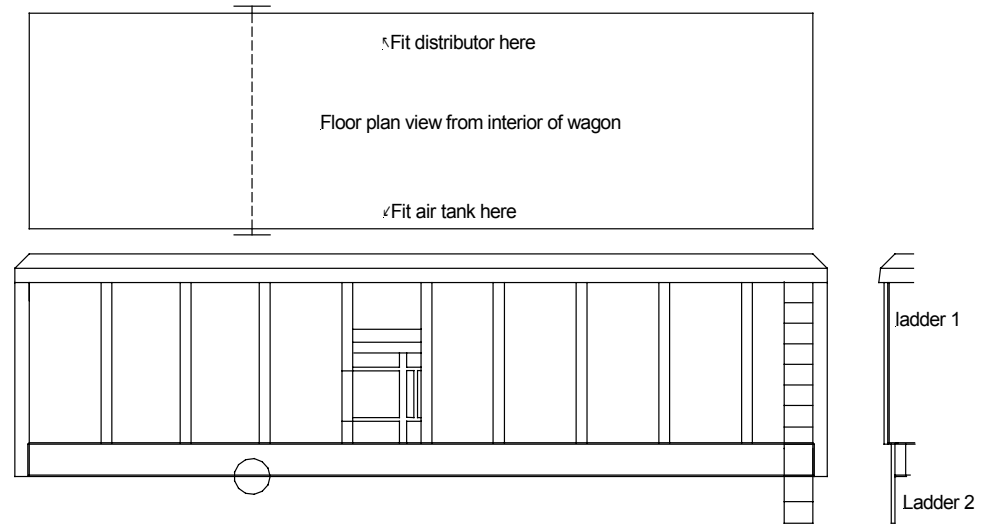 Fit distributor here
Floor plan view from interior of wagon
Fit air tank here
ladder 1
Ladder 2